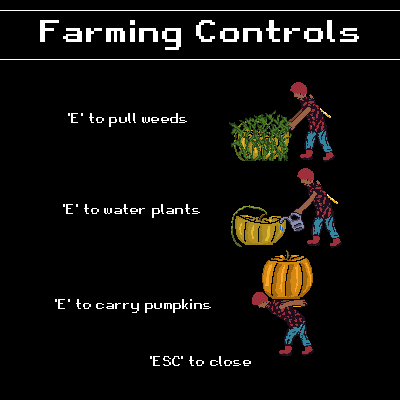 Farming Controls
'E' to pull weeds
'E' to water plants
'E' to carry pumpkins
'ESC' to close